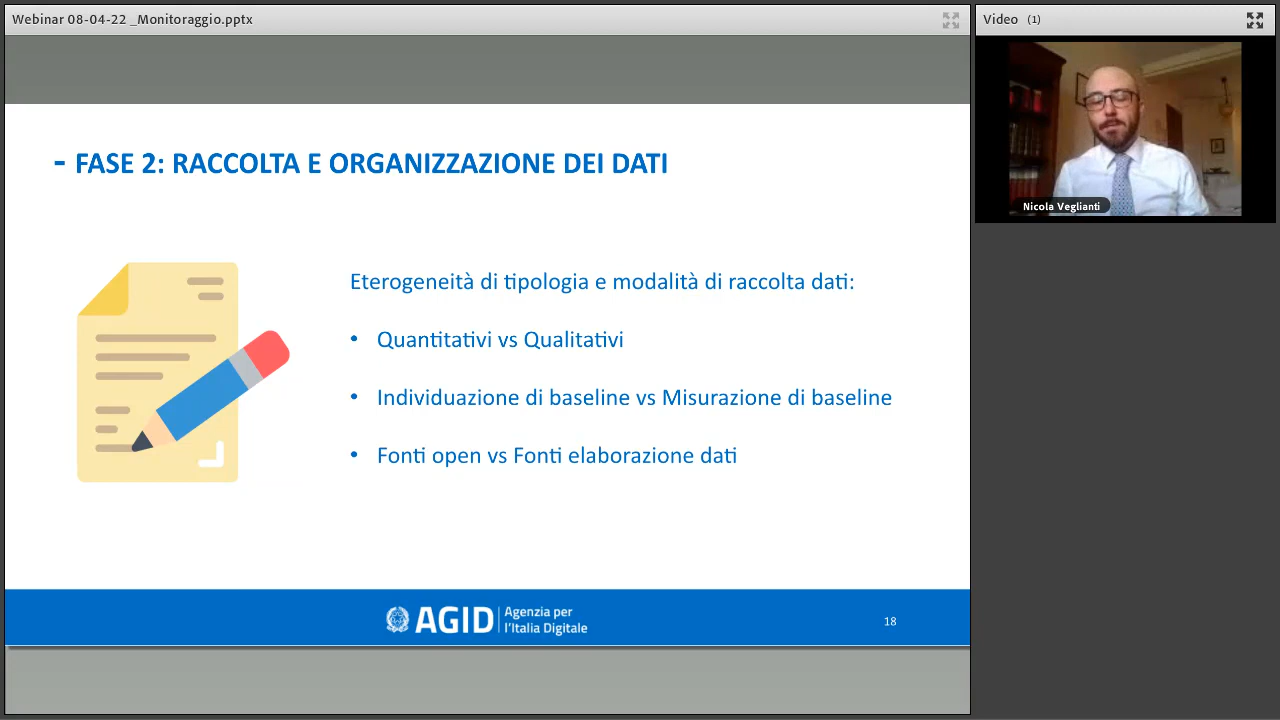 Webinar 08-04-22 _Monitoraggio.pptx
Video (1)
Nicola Veglianti
- FASE 2: RACCOLTA E ORGANIZZAZIONE DEI DATI
Eterogeneità di tipologia e modalità di raccolta dati:
• Quantitativi vs Qualitativi
• Individuazione di baseline vs Misurazione di baseline
• Fonti open vs Fonti elaborazione dati
AGID
Agenzia per
l'Italia Digitale
18